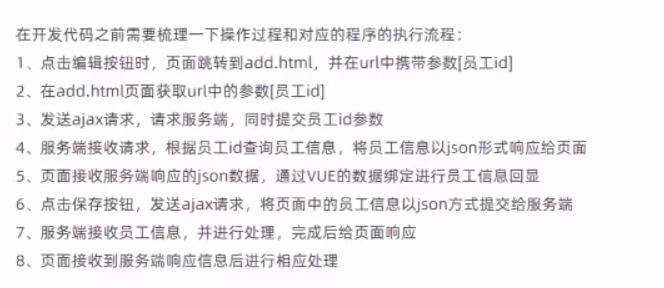 在开发代码之前需要梳理一下操作过程和对应的程序的执行流程：
1、点击编辑按钮时，页面跳转到add.html，并在url中携带参数[员工id]
2、在add.html页面获取url中的参数[员工id]
3、发送ajax请求，请求服务端，同时提交员工id参数
4、服务端接收请求，根据员工id查询员工信息，将员工信息以json形式响应给页面
5、页面接收服务端响应的json数据，通过VUE的数据绑定进行员工信息回显
6、点击保存按钮，发送ajax请求，将页面中的员工信息以json方式提交给服务端
7、服务端接收员工信息，并进行处理，完成后给页面响应
8、页面接收到服务端响应信息后进行相应处理